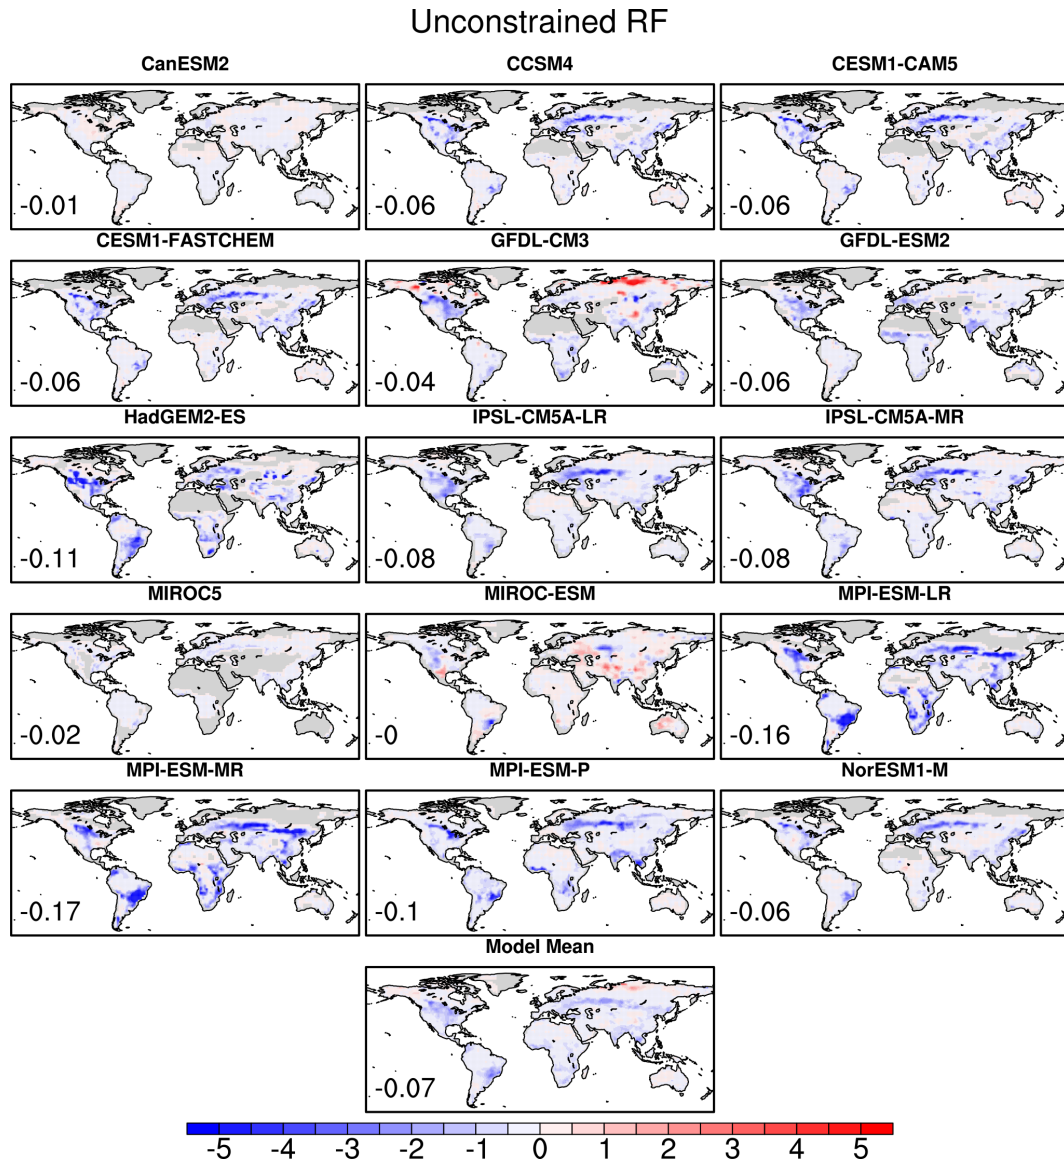 Unconstrained RF
CanESM2 CCSM4 CESM1-CAM5
-0.01 -0.06 -0.06
CESM1-FASTCHEM GFDL-CM3 GFDL-ESM2
-0.06 -0.04 -0.06
HadGEM2-ES IPSL-CM5A-LR IPSL-CM5A-MR
-0.11 -0.08 -0.08
MIROC5 MIROC-ESM MPI-ESM-LR
-0.02 -0 -0.16
MPI-ESM-MR MPI-ESM-P NorESM1-M
-0.17 -0.1 -0.06
Model Mean
-0.07
-5 -4 -3 -2 -1 0 1 2 3 4 5